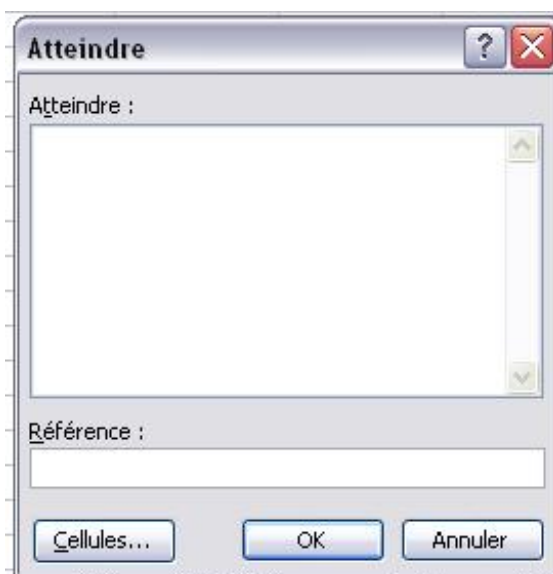 Atteindre
Atteindre :
Référence :
Cellules... OK Annuler